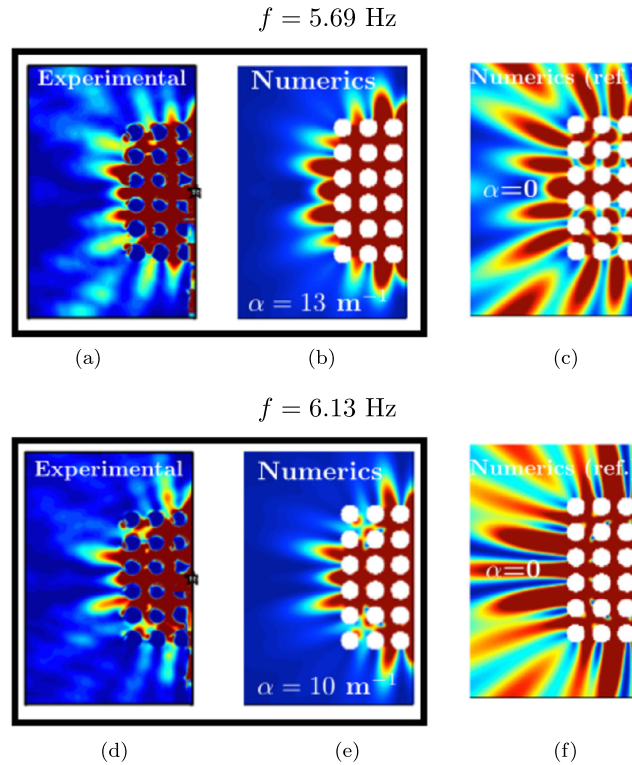 f = 5.69 Hz
Experimental
Numerics
Numerics (ref.
α=0
α = 13 m⁻¹
(a)
(b)
(c)
f = 6.13 Hz
Experimental
Numerics
Numerics (ref.
α=0
α = 10 m⁻¹
(d)
(e)
(f)